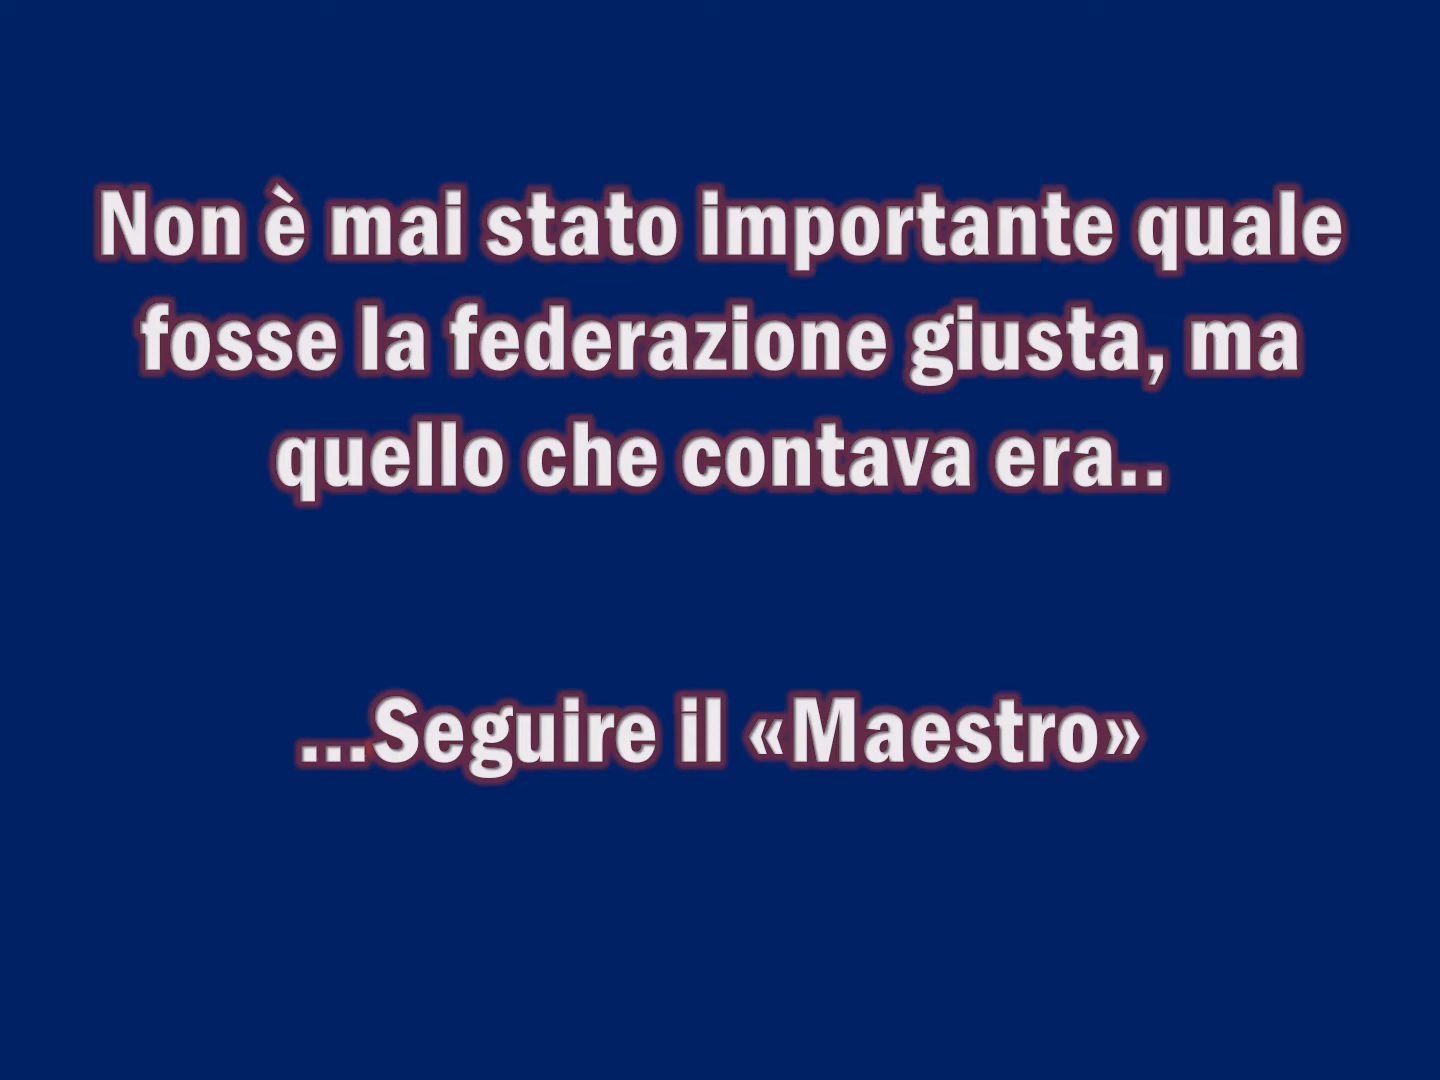 Non è mai stato importante quale
fosse la federazione giusta, ma
quello che contava era..
...Seguire il «Maestro»